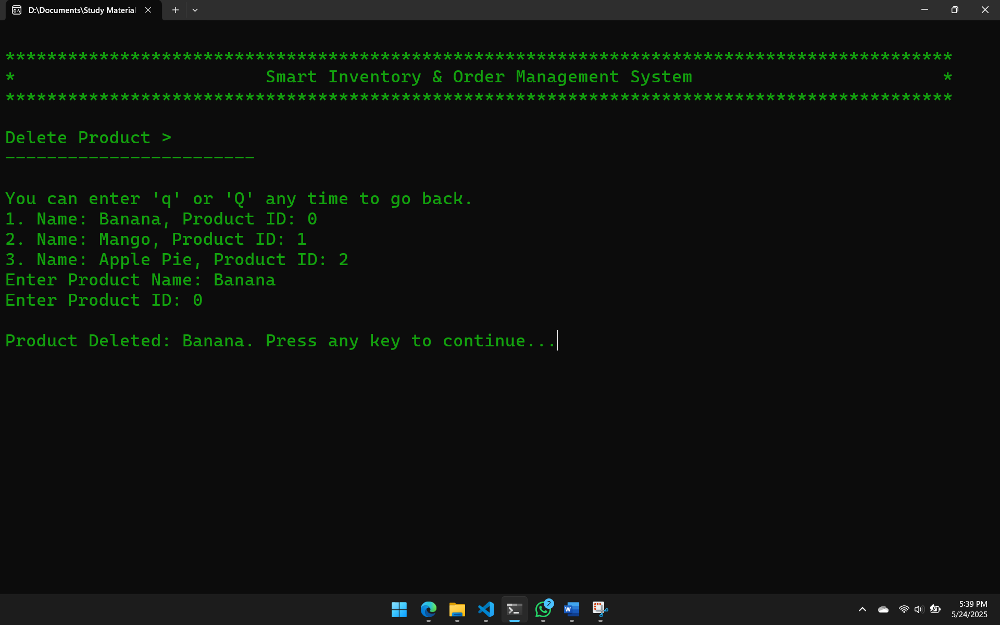 D:\Documents\Study Material
*******************************************************************************************
* Smart Inventory & Order Management System *
*******************************************************************************************
Delete Product >
------------------------
You can enter 'q' or 'Q' any time to go back.
1. Name: Banana, Product ID: 0
2. Name: Mango, Product ID: 1
3. Name: Apple Pie, Product ID: 2
Enter Product Name: Banana
Enter Product ID: 0
Product Deleted: Banana. Press any key to continue...
2
5:39 PM
5/24/2025